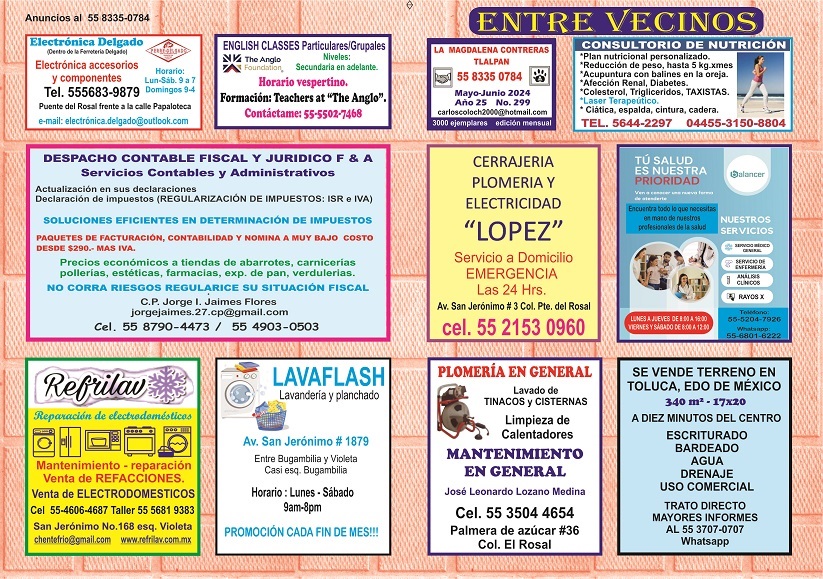 Anuncios al 55 8335-0784
ENTRE VECINOS
Electrónica Delgado
(Dentro de la Ferretería Delgado)
FERRE-DELGADO
Electrónica accesorios
y componentes
Horario:
Lun-Sáb. 9 a 7
Domingos 9-4
Tel. 555683-9879
Puente del Rosal frente a la calle Papaloteca
e-mail: electrónica.delgado@outlook.com
ENGLISH CLASSES Particulares/Grupales
The Anglo
Foundation
Niveles:
Secundaria en adelante.
Horario vespertino.
Formación: Teachers at “The Anglo”.
Contáctame: 55-5502-7468
LA MAGDALENA CONTRERAS
TLALPAN
55 8335 0784
Mayo-Junio 2024
Año 25 No. 299
carloscoloch2000@hotmail.com
3000 ejemplares edición mensual
CONSULTORIO DE NUTRICIÓN
*Plan nutricional personalizado.
*Reducción de peso, hasta 5 kg.xmes
*Acupuntura con balines en la oreja.
*Afección Renal, Diabetes.
*Colesterol, Trigliceridos, TAXISTAS.
*Laser Terapeútico.
* Ciática, espalda, cintura, cadera.
TEL. 5644-2297 04455-3150-8804
DESPACHO CONTABLE FISCAL Y JURIDICO F & A
Servicios Contables y Administrativos
Actualización en sus declaraciones
Declaración de impuestos (REGULARIZACIÓN DE IMPUESTOS: ISR e IVA)
SOLUCIONES EFICIENTES EN DETERMINACIÓN DE IMPUESTOS
PAQUETES DE FACTURACIÓN, CONTABILIDAD Y NOMINA A MUY BAJO COSTO
DESDE $290.- MAS IVA.
Precios económicos a tiendas de abarrotes, carnicerías
pollerias, estéticas, farmacias, exp. de pan, verdulerias.
NO CORRA RIESGOS REGULARICE SU SITUACIÓN FISCAL
C.P. Jorge I. Jaimes Flores
jorgejaimes.27.cp@gmail.com
Cel. 55 8790-4473 / 55 4903-0503
CERRAJERIA
PLOMERIA Y
ELECTRICIDAD
“LOPEZ”
Servicio a Domicilio
EMERGENCIA
Las 24 Hrs.
Av. San Jerónimo # 3 Col. Pte. del Rosal
cel. 55 2153 0960
TÚ SALUD
ES NUESTRA
PRIORIDAD
Ven a conocer una nueva forma
de atenderte
balancer
Encuentra todo lo que necesitas
en mano de nuestros
profesionales de la salud
NUESTROS
SERVICIOS
SERVICIO MÉDICO
GENERAL
SERVICIO DE
ENFERMERÍA
ANÁLISIS
CLÍNICOS
RAYOS X
LUNES A JUEVES DE 8:00 A 16:00
VIERNES Y SÁBADO DE 8:00 A 12:00
Teléfono:
55-5204-7926
Whatsapp:
55-6801-6222
Refrilav
Reparación de electrodomésticos
Mantenimiento - reparación
Venta de REFACCIONES.
Venta de ELECTRODOMESTICOS
Cel 55-4606-4687 Taller 55 5681 9383
San Jerónimo No.168 esq. Violeta
chentefrio@gmail.com www.refrilav.com.mx
LAVAFLASH
Lavandería y planchado
Av. San Jerónimo # 1879
Entre Bugambilia y Violeta
Casi esq. Bugambilia
Horario : Lunes - Sábado
9am-8pm
PROMOCIÓN CADA FIN DE MES!!!
PLOMERÍA EN GENERAL
Lavado de
TINACOS y CISTERNAS
Limpieza de
Calentadores
MANTENIMIENTO
EN GENERAL
José Leonardo Lozano Medina
Cel. 55 3504 4654
Palmera de azúcar #36
Col. El Rosal
SE VENDE TERRENO EN
TOLUCA, EDO DE MÉXICO
340 m² - 17x20
A DIEZ MINUTOS DEL CENTRO
ESCRITURADO
BARDEADO
AGUA
DRENAJE
USO COMERCIAL
TRATO DIRECTO
MAYORES INFORMES
AL 55 3707-0707
Whatsapp